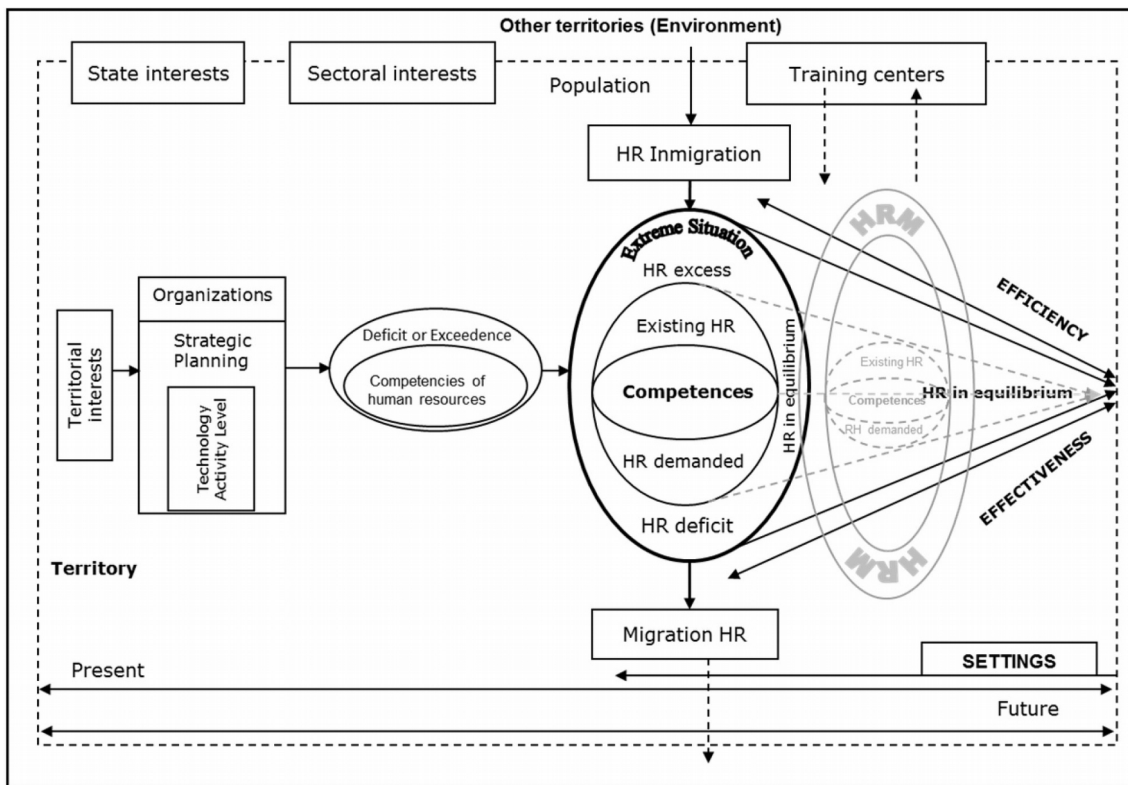 Other territories (Environment)
State interests
Sectoral interests
Population
Training centers
HR Inmigration
HRM
Extreme Situation
HR excess
Existing HR
Competences
HR demanded
HR deficit
HR in equilibrium
Organizations
Strategic
Planning
Technology
Activity Level
Territorial
interests
Deficit or Exceedence
Competencies of
human resources
Existing HR
Competences
RH demanded
HR in equilibrium
EFFICIENCY
EFFECTIVENESS
HRM
Territory
Migration HR
SETTINGS
Present
Future